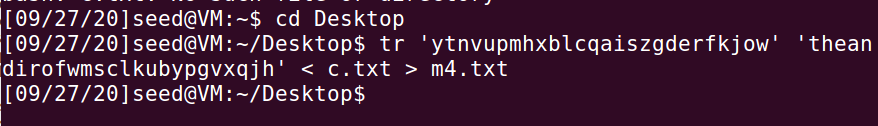 [09/27/20]seed@VM:~$ cd Desktop
[09/27/20]seed@VM:~/Desktop$ tr 'ytnvupmhxblcqaiszgderfkjow' 'thean
dirofwmsclkubypgvxqjh' < c.txt > m4.txt
[09/27/20]seed@VM:~/Desktop$